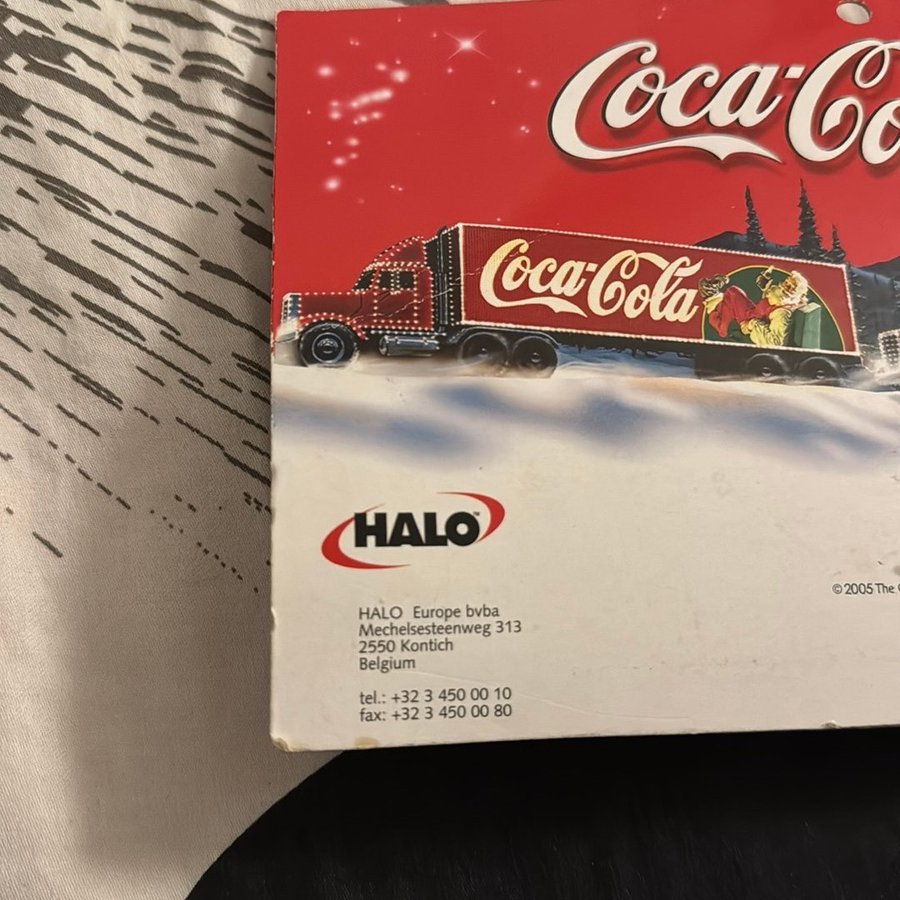 Coca-Co
Coca-Cola
HALO™
© 2005 The
HALO Europe bvba
Mechelsesteenweg 313
2550 Kontich
Belgium
tel.: +32 3 450 00 10
fax: +32 3 450 00 80